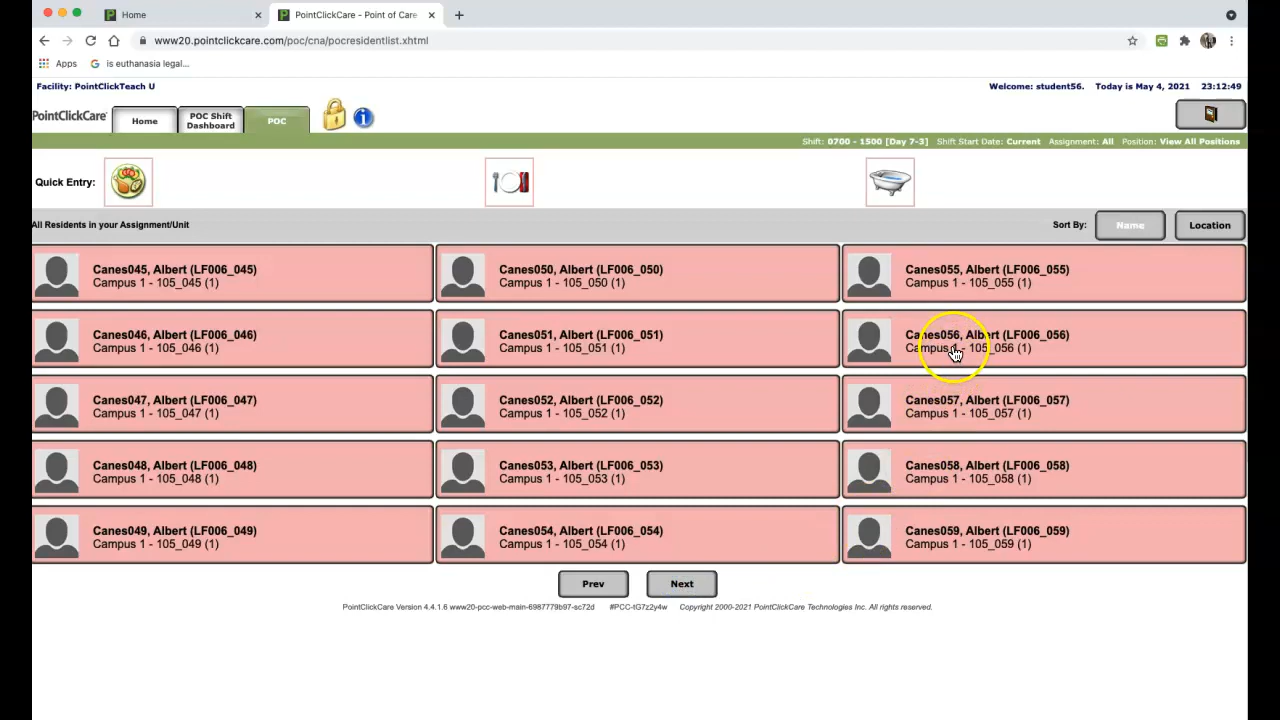 Home
PointClickCare - Point of Care
www20.pointclickcare.com/poc/cna/pocresidentlist.xhtml
Apps
G is euthanasia legal...
Facility: PointClickTeach U
Welcome: student56. Today is May 4, 2021 23:12:49
PointClickCare
Home
POC Shift Dashboard
POC
Shift: 0700 - 1500 [Day 7-3] Shift Start Date: Current Assignment: All Position: View All Positions
Quick Entry:
All Residents in your Assignment/Unit
Sort By: Name Location
Canes045, Albert (LF006_045)
Campus 1 - 105_045 (1)
Canes050, Albert (LF006_050)
Campus 1 - 105_050 (1)
Canes055, Albert (LF006_055)
Campus 1 - 105_055 (1)
Canes046, Albert (LF006_046)
Campus 1 - 105_046 (1)
Canes051, Albert (LF006_051)
Campus 1 - 105_051 (1)
Canes056, Albert (LF006_056)
Campus 1 - 105_056 (1)
Canes047, Albert (LF006_047)
Campus 1 - 105_047 (1)
Canes052, Albert (LF006_052)
Campus 1 - 105_052 (1)
Canes057, Albert (LF006_057)
Campus 1 - 105_057 (1)
Canes048, Albert (LF006_048)
Campus 1 - 105_048 (1)
Canes053, Albert (LF006_053)
Campus 1 - 105_053 (1)
Canes058, Albert (LF006_058)
Campus 1 - 105_058 (1)
Canes049, Albert (LF006_049)
Campus 1 - 105_049 (1)
Canes054, Albert (LF006_054)
Campus 1 - 105_054 (1)
Canes059, Albert (LF006_059)
Campus 1 - 105_059 (1)
Prev Next
PointClickCare Version 4.4.1.6 www20-pcc-web-main-6987779b97-sc72d #PCC-tG7z2y4w Copyright 2000-2021 PointClickCare Technologies Inc. All rights reserved.